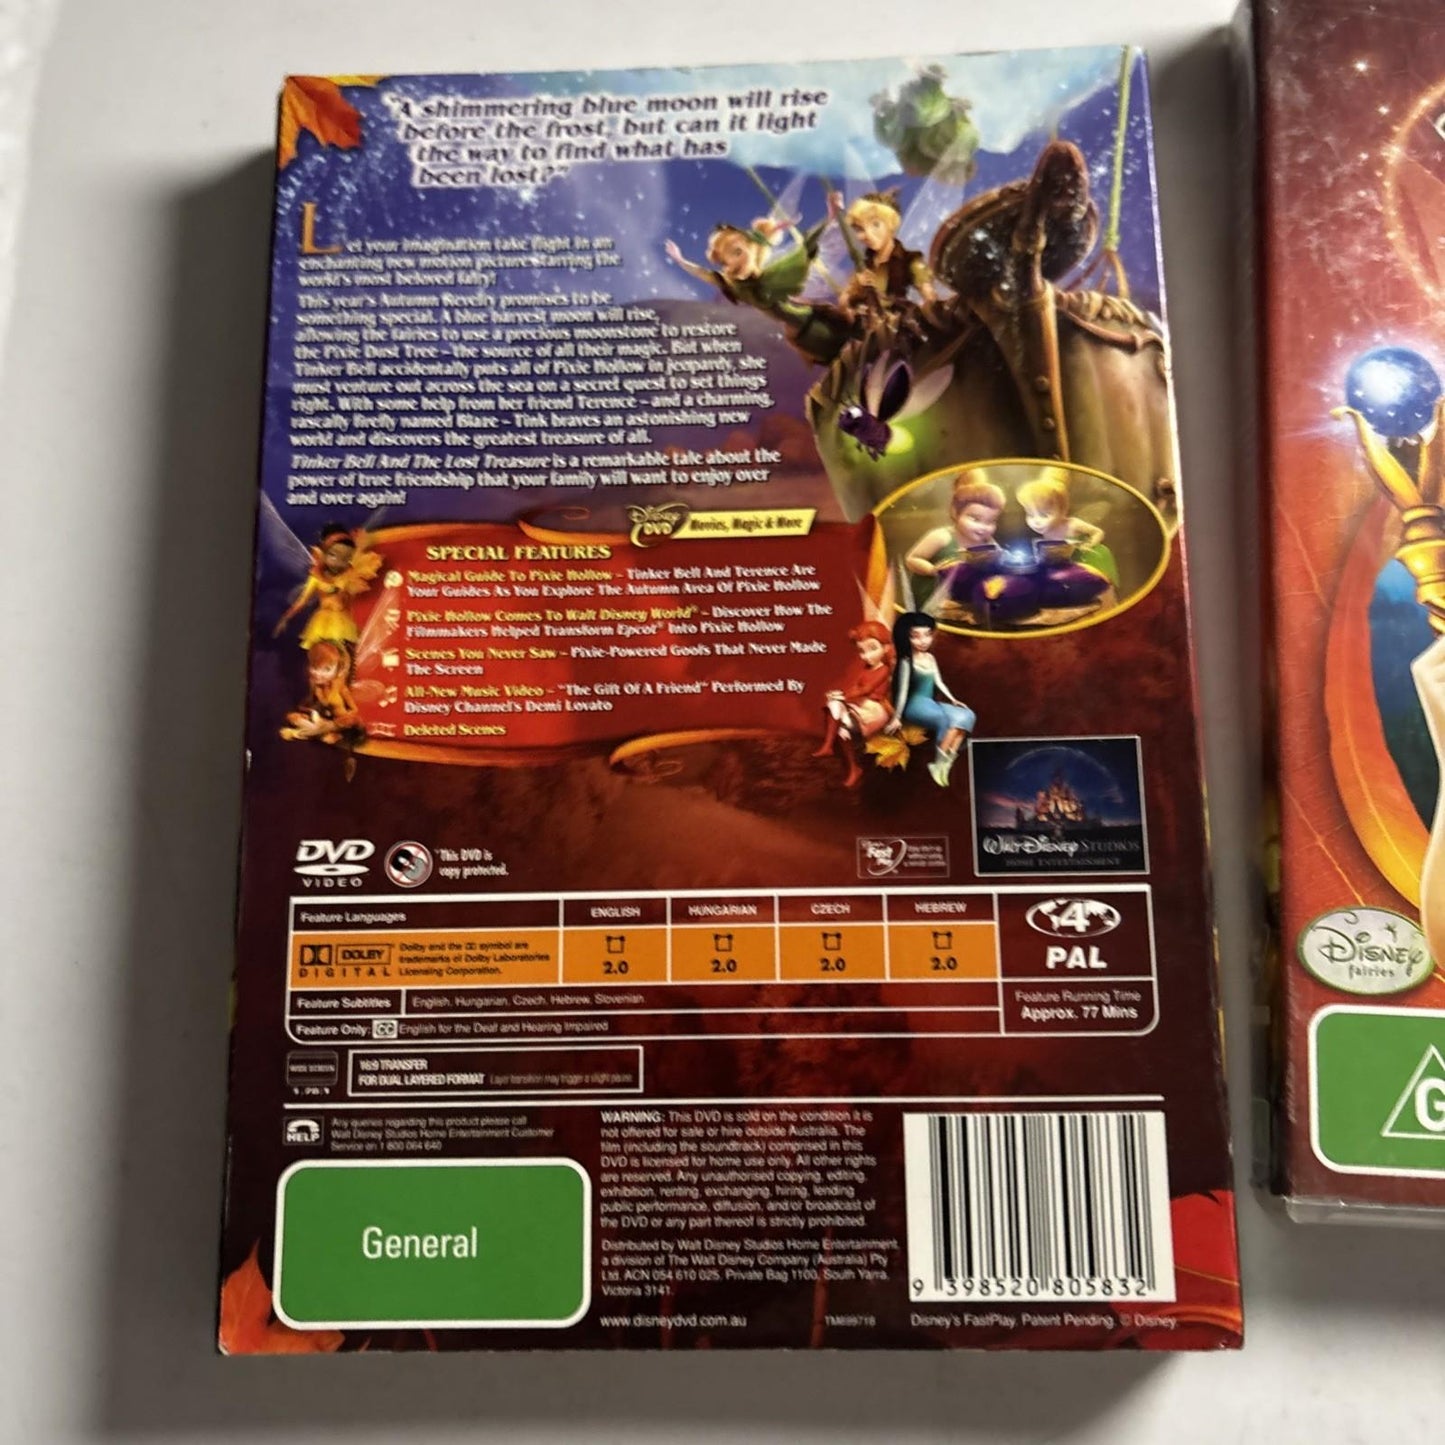 "A shimmering blue moon will rise
before the frost, but can it light
the way to find what has
been lost?"
Let your imagination take flight in an
enchanting new motion picture starring the
world's most beloved fairy!
This year's Autumn Revelry promises to be
something special. A blue harvest moon will rise,
allowing the fairies to use a precious moonstone to restore
the Pixie Dust Tree – the source of all their magic. But when
Tinker Bell accidentally puts all of Pixie Hollow in jeopardy, she
must venture out across the sea on a secret quest to set things
right. With some help from her friend Terence – and a charming,
rascally firefly named Blaze – Tink braves an astonishing new
world and discovers the greatest treasure of all.
Tinker Bell And The Lost Treasure is a remarkable tale about the
power of true friendship that your family will want to enjoy over
and over again!
Disney DVD Movies, Magic & More
SPECIAL FEATURES
Magical Guide To Pixie Hollow – Tinker Bell And Terence Are
Your Guides As You Explore The Autumn Area Of Pixie Hollow
Pixie Hollow Comes To Walt Disney World® – Discover How The
Filmmakers Helped Transform Epcot® Into Pixie Hollow
Scenes You Never Saw – Pixie-Powered Goofs That Never Made
The Screen
All-New Music Video – "The Gift Of A Friend" Performed By
Disney Channel's Demi Lovato
Deleted Scenes
WALT DISNEY STUDIOS
HOME ENTERTAINMENT
DVD
VIDEO
This DVD is
copy protected.
Fast Play
Feature Languages ENGLISH HUNGARIAN CZECH HEBREW
DOLBY
DIGITAL
Dolby and the DD symbol are
trademarks of Dolby Laboratories
Licensing Corporation.
2.0 2.0 2.0 2.0
4
PAL
Feature Subtitles English, Hungarian, Czech, Hebrew, Slovenian
Feature Only: CC English for the Deaf and Hearing Impaired
Feature Running Time
Approx. 77 Mins
WIDE SCREEN
1.78:1
16:9 TRANSFER
FOR DUAL LAYERED FORMAT Layer transition may trigger a slight pause.
HELP
Any queries regarding this product please call
Walt Disney Studios Home Entertainment Customer
Service on 1 800 064 640
General
WARNING: This DVD is sold on the condition it is
not offered for sale or hire outside Australia. The
film (including the soundtrack) comprised in this
DVD is licensed for home use only. All other rights
are reserved. Any unauthorised copying, editing,
exhibition, renting, exchanging, hiring, lending
public performance, diffusion, and/or broadcast of
the DVD or any part thereof is strictly prohibited.
Distributed by Walt Disney Studios Home Entertainment,
a division of The Walt Disney Company (Australia) Pty
Ltd. ACN 054 610 025, Private Bag 1100, South Yarra,
Victoria 3141.
www.disneydvd.com.au
9 398520 805832
Disney's FastPlay. Patent Pending. © Disney.
DISNEY
fairies
G